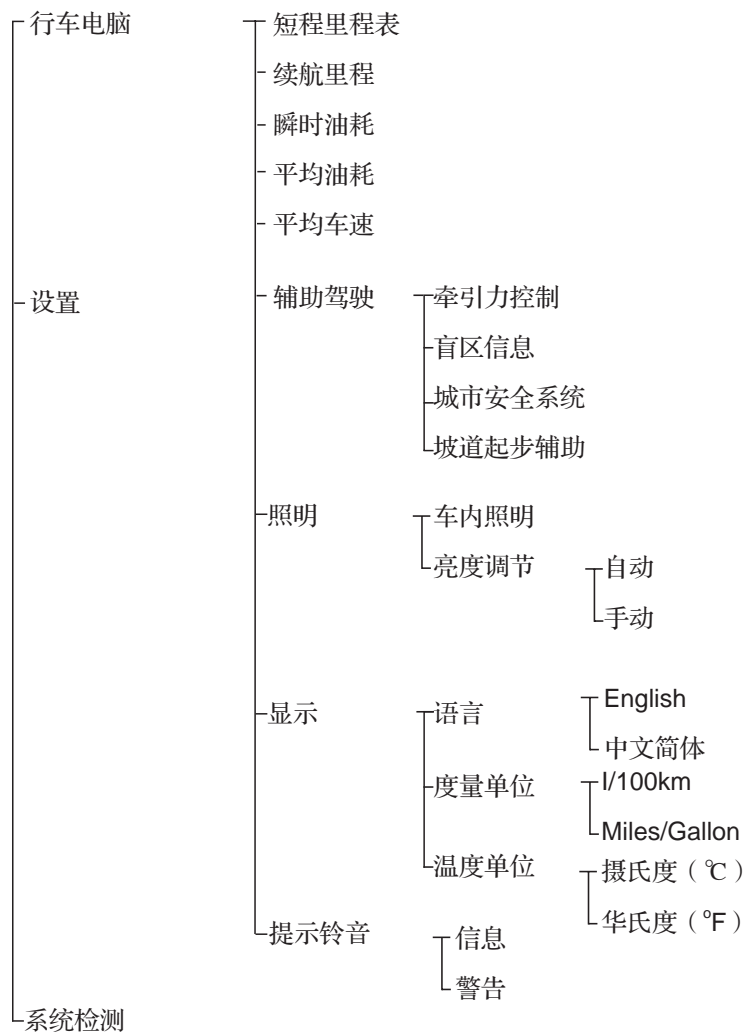 行车电脑
短程里程表
续航里程
瞬时油耗
平均油耗
平均车速
设置
辅助驾驶
牵引力控制
盲区信息
城市安全系统
坡道起步辅助
照明
车内照明
亮度调节
自动
手动
显示
语言
English
中文简体
度量单位
l/100km
Miles/Gallon
温度单位
摄氏度（℃）
华氏度（°F）
提示铃音
信息
警告
系统检测